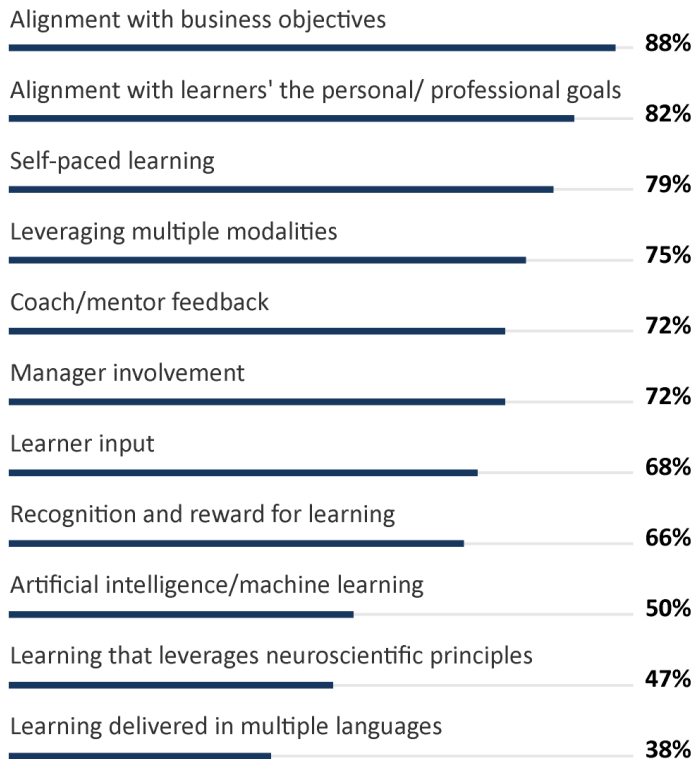 Alignment with business objectives
88%
Alignment with learners' the personal/ professional goals
82%
Self-paced learning
79%
Leveraging multiple modalities
75%
Coach/mentor feedback
72%
Manager involvement
72%
Learner input
68%
Recognition and reward for learning
66%
Artificial intelligence/machine learning
50%
Learning that leverages neuroscientific principles
47%
Learning delivered in multiple languages
38%